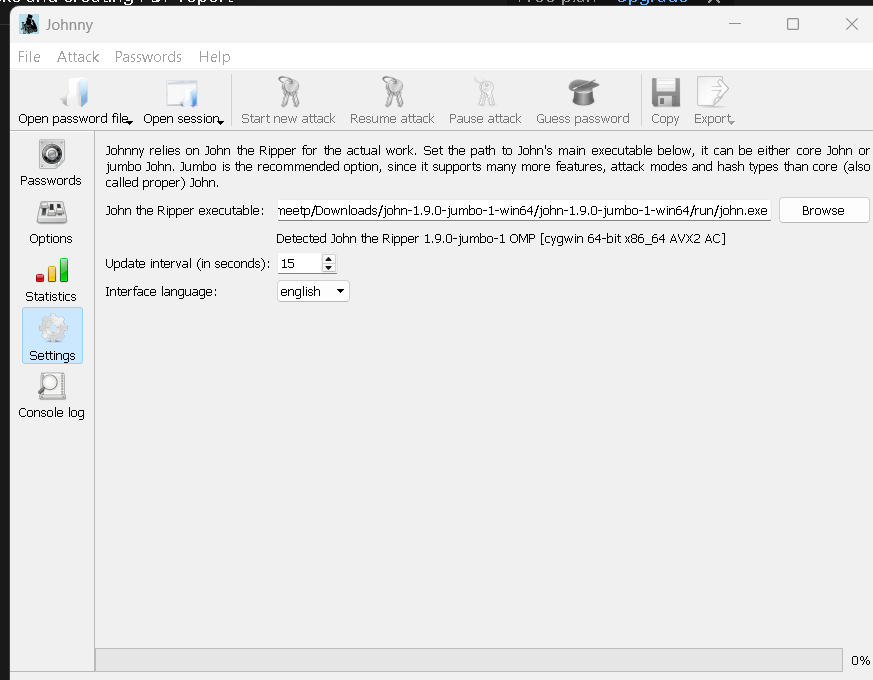 Johnny
File Attack Passwords Help
Open password file Open session Start new attack Resume attack Pause attack Guess password Copy Export
Passwords
Options
Statistics
Settings
Console log
Johnny relies on John the Ripper for the actual work. Set the path to John's main executable below, it can be either core John or
jumbo John. Jumbo is the recommended option, since it supports many more features, attack modes and hash types than core (also
called proper) John.
John the Ripper executable: meetp/Downloads/john-1.9.0-jumbo-1-win64/john-1.9.0-jumbo-1-win64/run/john.exe Browse
Detected John the Ripper 1.9.0-jumbo-1 OMP [cygwin 64-bit x86_64 AVX2 AC]
Update interval (in seconds): 15
Interface language: english
0%